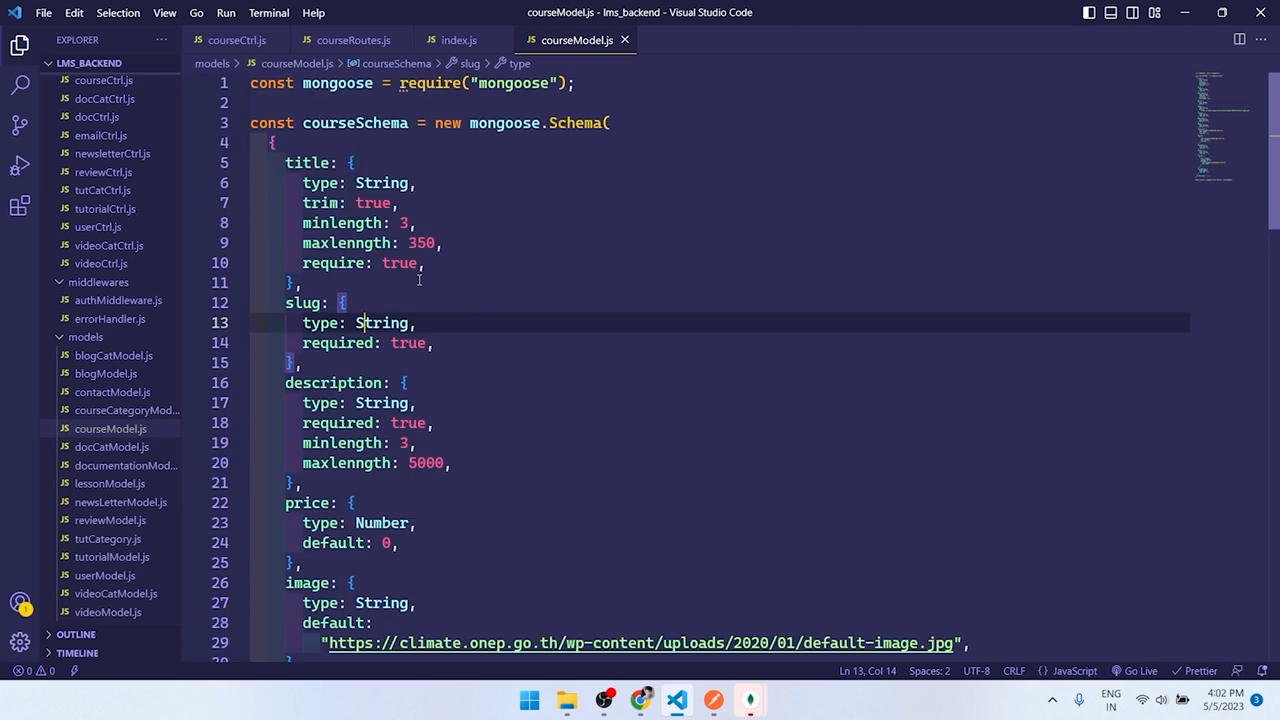 File Edit Selection View Go Run Terminal Help
courseModel.js - lms_backend - Visual Studio Code
EXPLORER
LMS_BACKEND
courseCtrl.js
docCatCtrl.js
docCtrl.js
emailCtrl.js
newsletterCtrl.js
reviewCtrl.js
tutCatCtrl.js
tutorialCtrl.js
userCtrl.js
videoCatCtrl.js
videoCtrl.js
middlewares
authMiddleware.js
errorHandler.js
models
blogCatModel.js
blogModel.js
contactModel.js
courseCategoryMod...
courseModel.js
docCatModel.js
documentationMod...
lessonModel.js
newsLetterModel.js
reviewModel.js
tutCategory.js
tutorialModel.js
userModel.js
videoCatModel.js
videoModel.js
OUTLINE
TIMELINE
courseCtrl.js courseRoutes.js index.js courseModel.js
models > courseModel.js > courseSchema > slug > type
1 const mongoose = require("mongoose");
2
3 const courseSchema = new mongoose.Schema(
4 {
5 title: {
6 type: String,
7 trim: true,
8 minlength: 3,
9 maxlenngth: 350,
10 require: true,
11 },
12 slug: {
13 type: String,
14 required: true,
15 },
16 description: {
17 type: String,
18 required: true,
19 minlength: 3,
20 maxlenngth: 5000,
21 },
22 price: {
23 type: Number,
24 default: 0,
25 },
26 image: {
27 type: String,
28 default:
29 "https://climate.onep.go.th/wp-content/uploads/2020/01/default-image.jpg",
0 0 Ln 13, Col 14 Spaces: 2 UTF-8 CRLF {} JavaScript Go Live Prettier
ENG
IN
4:02 PM
5/5/2023
3